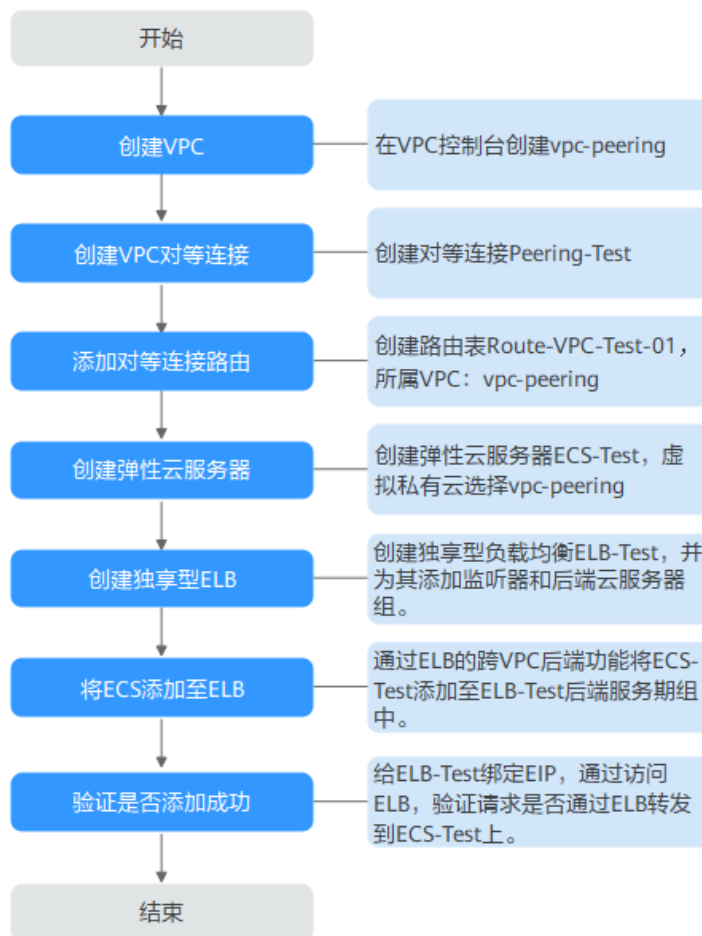 开始
创建VPC
在VPC控制台创建vpc-peering
创建VPC对等连接
创建对等连接Peering-Test
添加对等连接路由
创建路由表Route-VPC-Test-01，
所属VPC：vpc-peering
创建弹性云服务器
创建弹性云服务器ECS-Test，虚
拟私有云选择vpc-peering
创建独享型ELB
创建独享型负载均衡ELB-Test，并
为其添加监听器和后端云服务器
组。
将ECS添加至ELB
通过ELB的跨VPC后端功能将ECS-
Test添加至ELB-Test后端服务期组
中。
验证是否添加成功
给ELB-Test绑定EIP，通过访问
ELB，验证请求是否通过ELB转发
到ECS-Test上。
结束